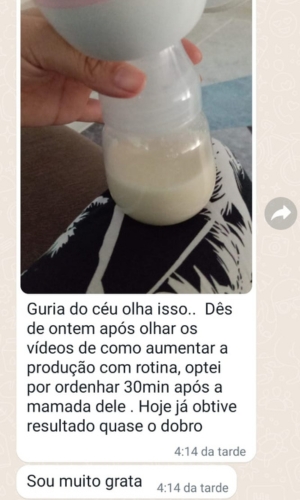 Guria do céu olha isso.. Dês
de ontem após olhar os
vídeos de como aumentar a
produção com rotina, optei
por ordenhar 30min após a
mamada dele . Hoje já obtive
resultado quase o dobro
4:14 da tarde
Sou muito grata 4:14 da tarde